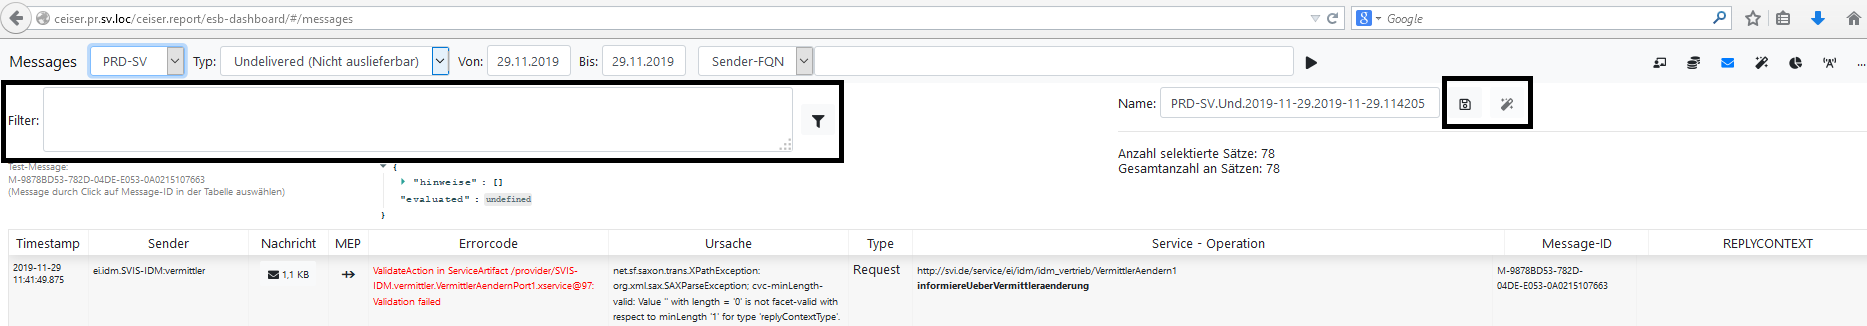 ceiser.pr.sv.loc/ceiser.report/esb-dashboard/#/messages
Google
Messages PRD-SV Typ: Undelivered (Nicht auslieferbar) Von: 29.11.2019 Bis: 29.11.2019 Sender-FQN
Filter:
Name: PRD-SV.Und.2019-11-29.2019-11-29.114205
Anzahl selektierte Sätze: 78
Gesamtanzahl an Sätzen: 78
Test-Message:
M-9878BD53-782D-04DE-E053-0A0215107663
(Message durch Click auf Message-ID in der Tabelle auswählen)
{
"hinweise" : []
"evaluated" : undefined
}
Timestamp Sender Nachricht MEP Errorcode Ursache Type Service - Operation Message-ID REPLYCONTEXT
2019-11-29
11:41:49.875
ei.idm.SVIS-IDM:vermittler
1,1 KB
ValidateAction in ServiceArtifact /provider/SVIS-
IDM.vermittler.VermittlerAendernPort1.xservice@97:
Validation failed
net.sf.saxon.trans.XPathException:
org.xml.sax.SAXParseException; cvc-minLength-
valid: Value '' with length = '0' is not facet-valid with
respect to minLength '1' for type 'replyContextType'.
Request
http://svi.de/service/ei/idm/idm_vertrieb/VermittlerAendern1
informiereUeberVermittleraenderung
M-9878BD53-782D-
04DE-E053-0A0215107663